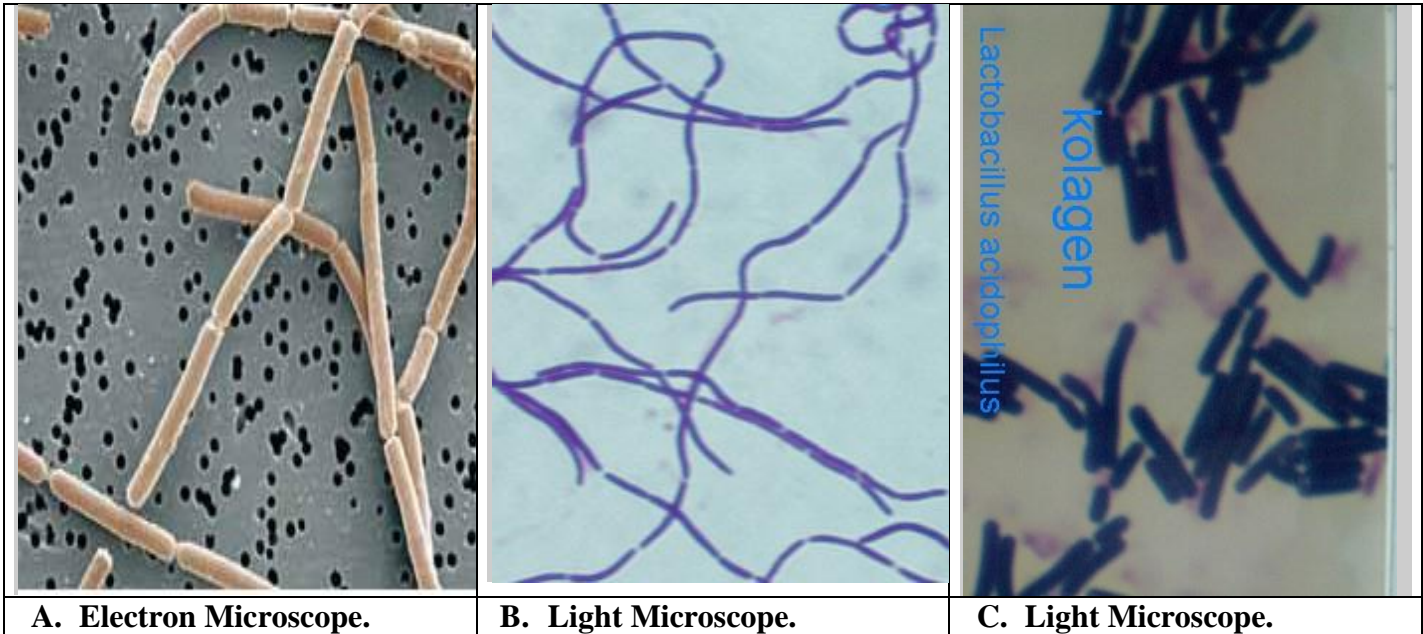 Lactobacillus acidophilus
kolagen
A. Electron Microscope.
B. Light Microscope.
C. Light Microscope.